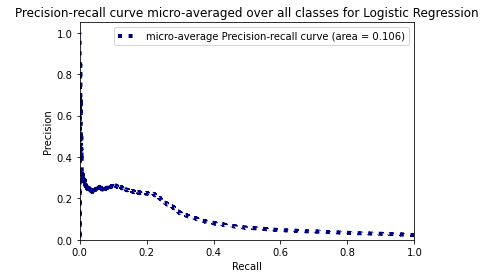 Precision-recall curve micro-averaged over all classes for Logistic Regression
micro-average Precision-recall curve (area = 0.106)
1.0
0.8
0.6
0.4
0.2
0.0
Precision
0.0 0.2 0.4 0.6 0.8 1.0
Recall